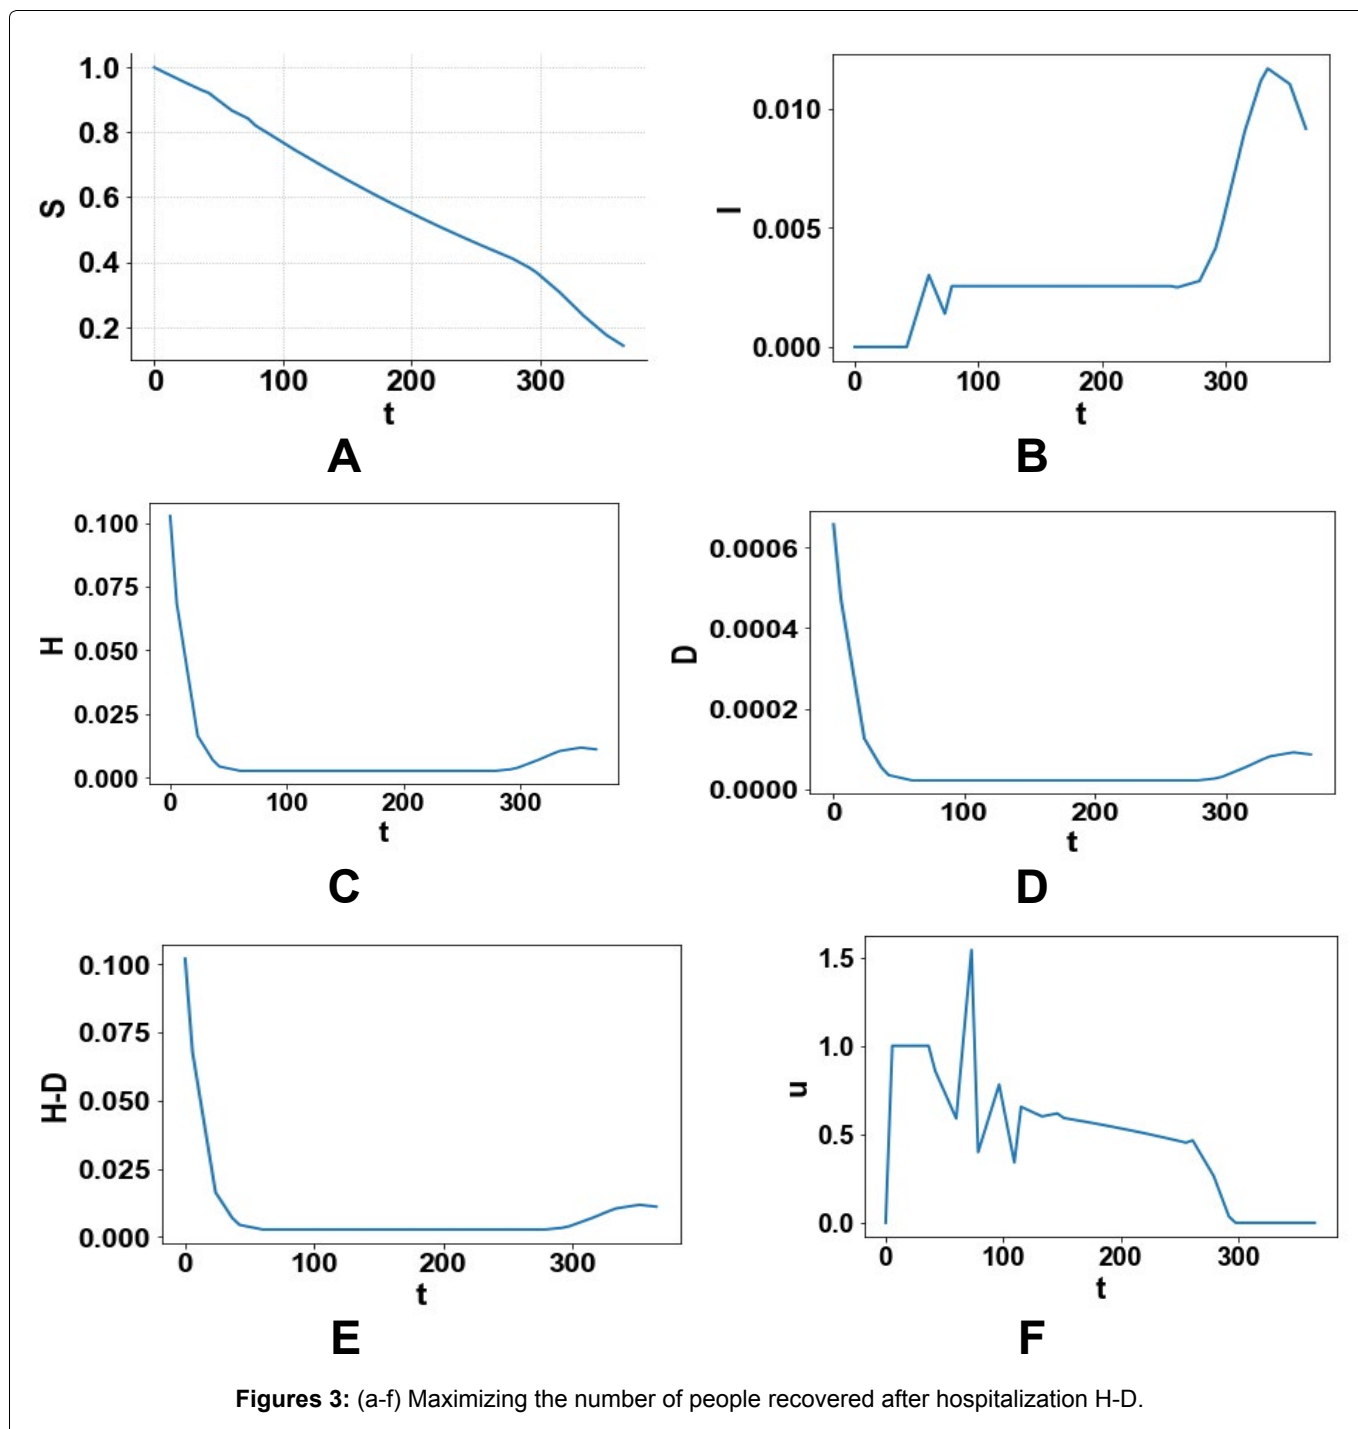 1.0
0.8
0.6
0.4
0.2
S
0 100 200 300
t
A
0.010
0.005
0.000
I
0 100 200 300
t
B
0.100
0.075
0.050
0.025
0.000
H
0 100 200 300
t
C
0.0006
0.0004
0.0002
0.0000
D
0 100 200 300
t
D
0.100
0.075
0.050
0.025
0.000
H-D
0 100 200 300
t
E
1.5
1.0
0.5
0.0
u
0 100 200 300
t
F
Figures 3: (a-f) Maximizing the number of people recovered after hospitalization H-D.